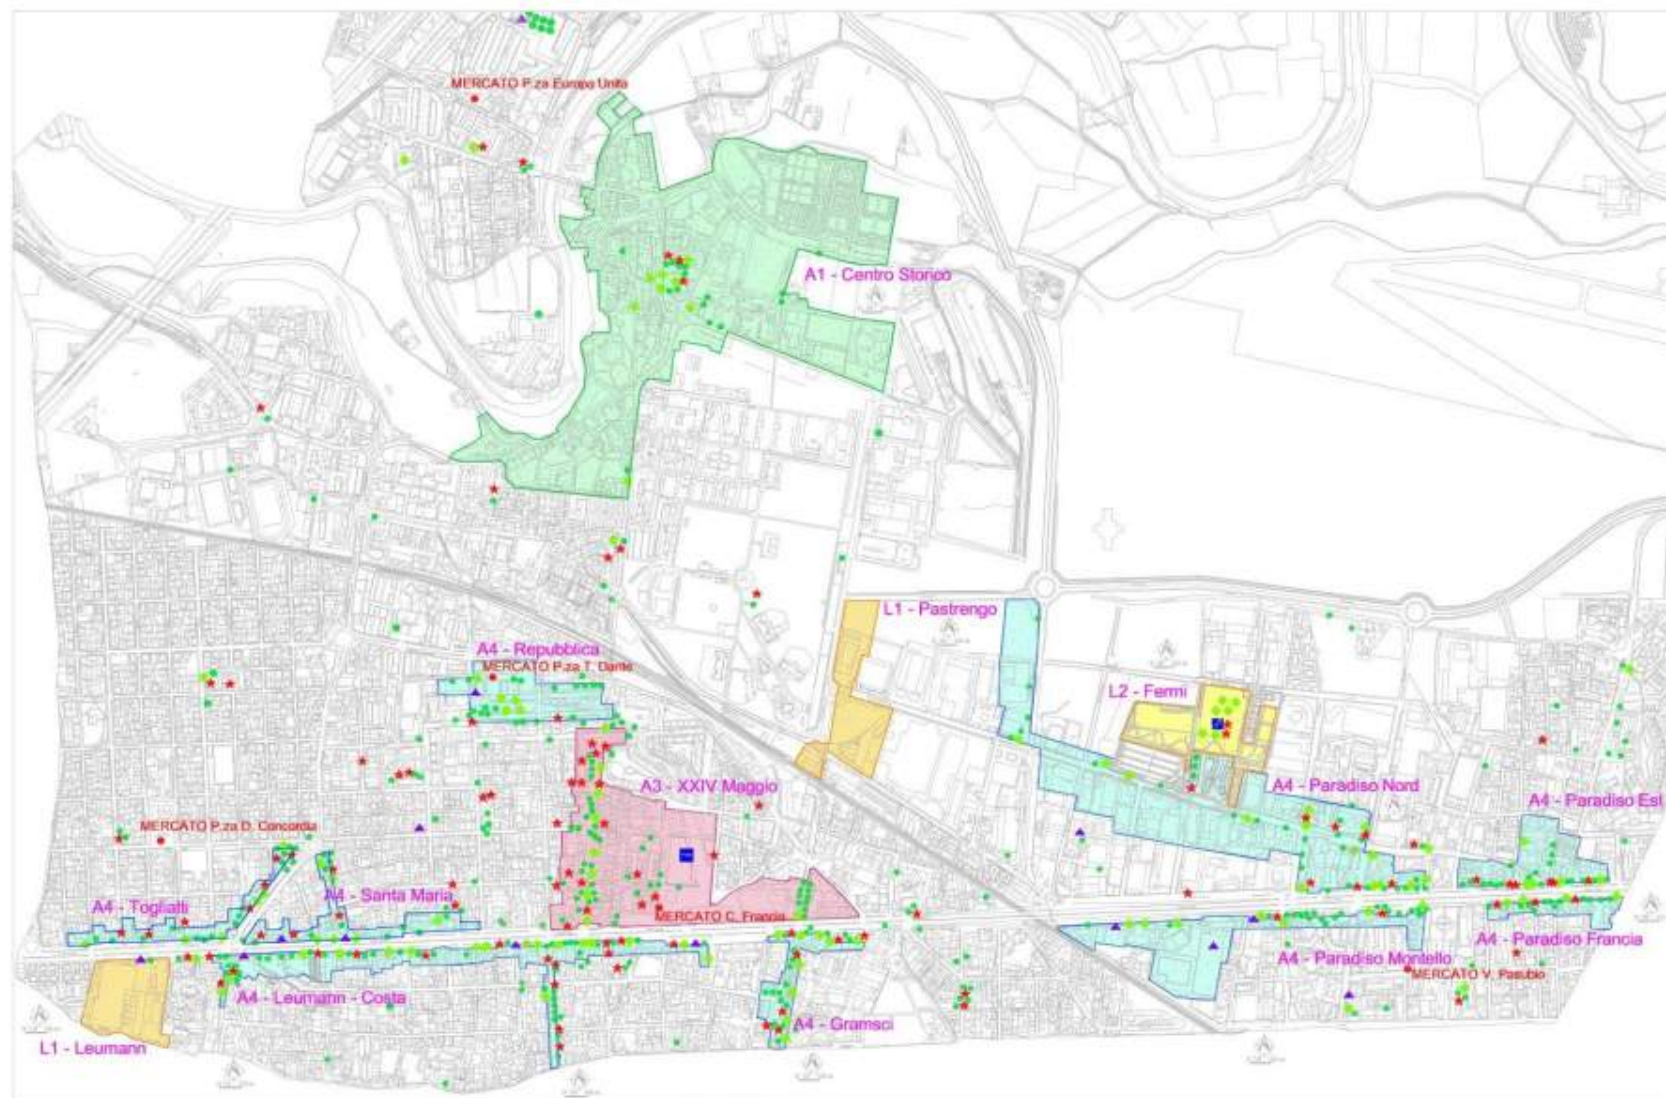 MERCATO P.za Europa Unita
A1 - Centro Storico
L1 - Pastrengo
A4 - Repubblica
MERCATO P.za T. Dante
L2 - Fermi
A3 - XXIV Maggio
A4 - Paradiso Nord
A4 - Paradiso Est
MERCATO P.za D. Concordia
A4 - Santa Maria
A4 - Togliatti
MERCATO C. Francia
A4 - Paradiso Francia
A4 - Paradiso Montello
MERCATO V. Pasubio
A4 - Leumann - Costa
A4 - Gramsci
L1 - Leumann